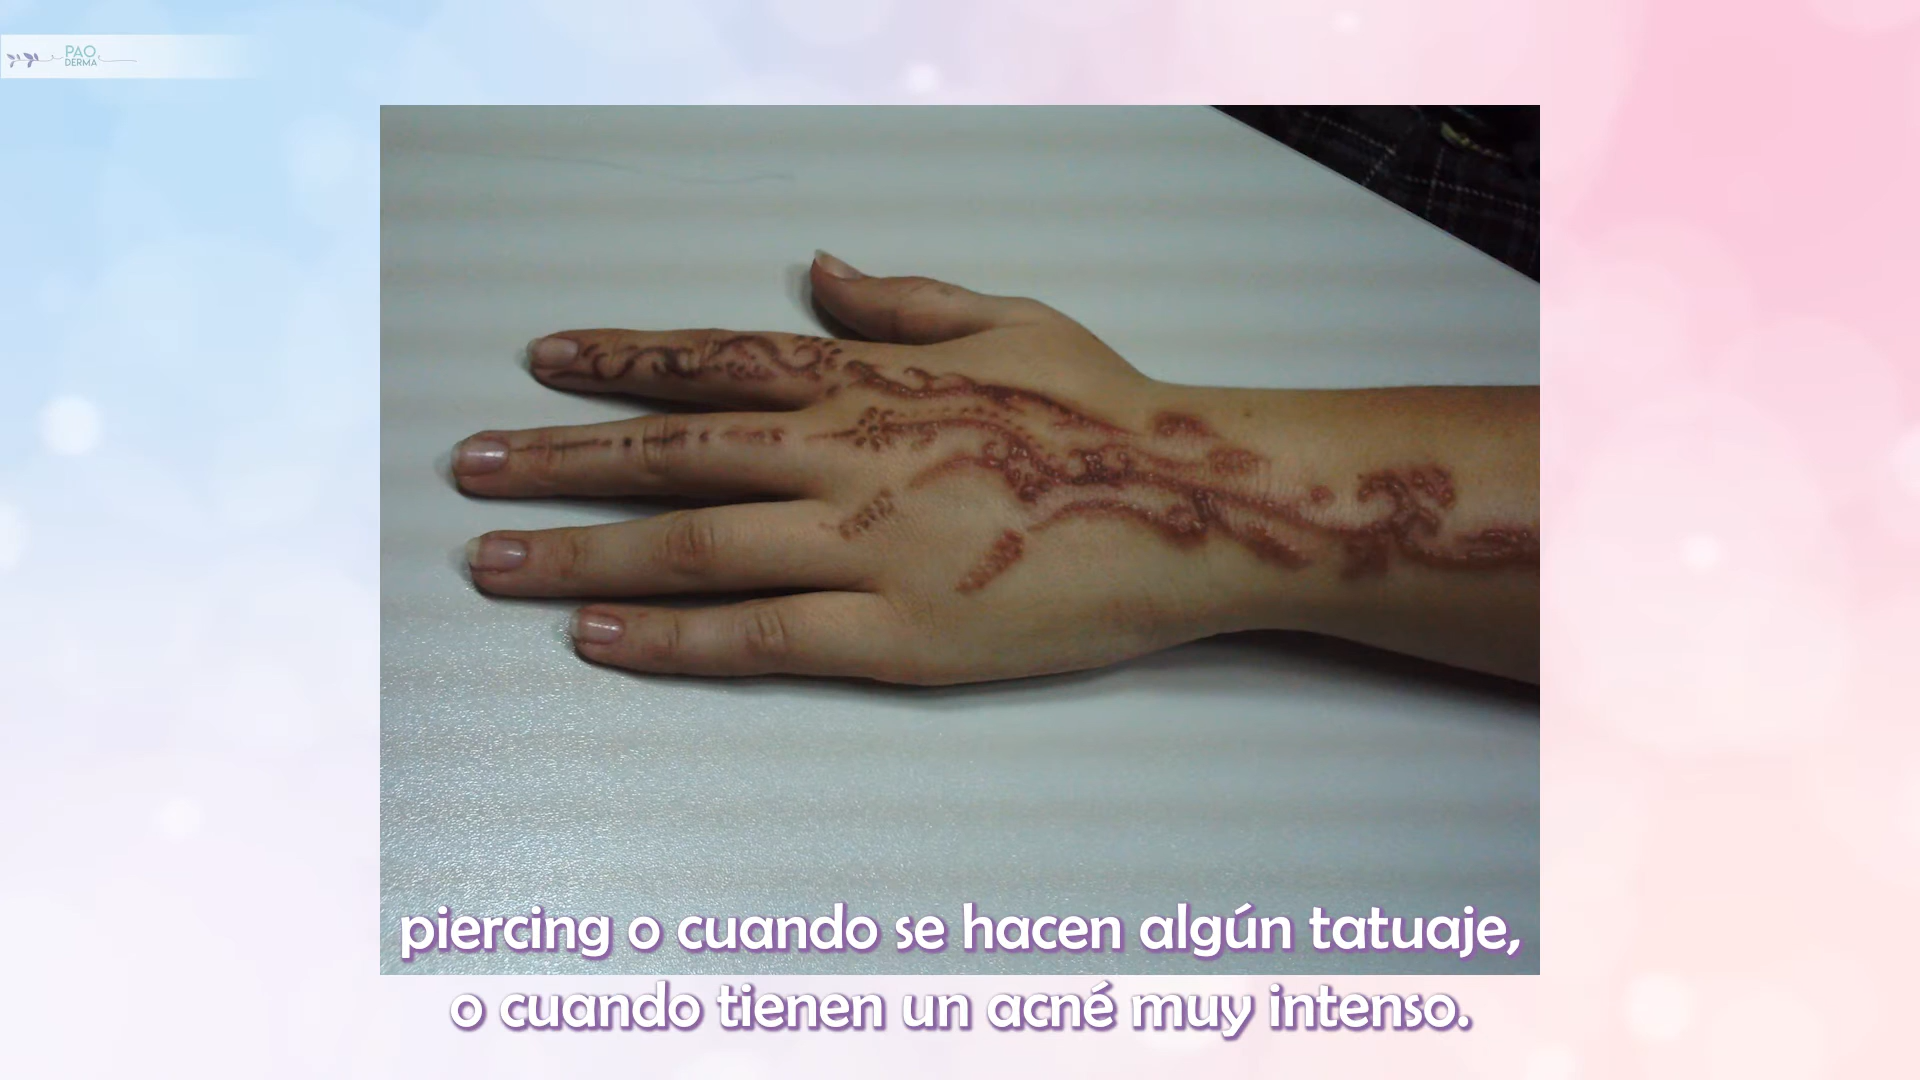 PAO
DERMA
piercing o cuando se hacen algún tatuaje,
o cuando tienen un acné muy intenso.